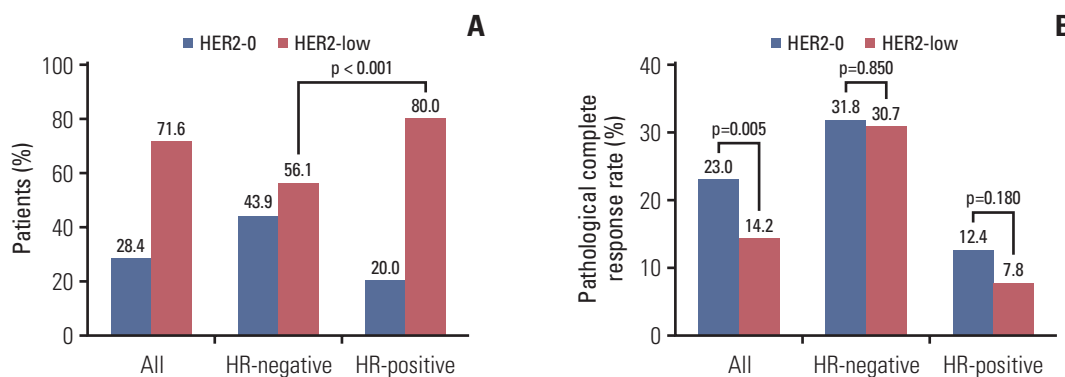 A
HER2-0 HER2-low
Patients (%)
100
80
60
40
20
0
p < 0.001
28.4
71.6
43.9
56.1
20.0
80.0
All HR-negative HR-positive
B
HER2-0 HER2-low
Pathological complete
response rate (%)
40
30
20
10
0
p=0.005
23.0
14.2
p=0.850
31.8
30.7
p=0.180
12.4
7.8
All HR-negative HR-positive